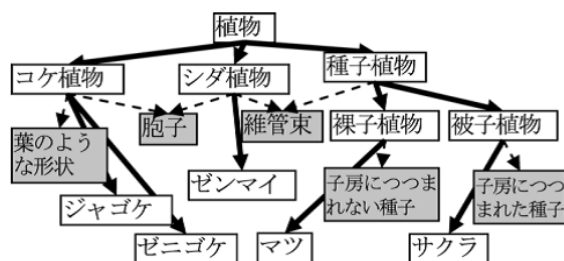 植物
コケ植物
シダ植物
種子植物
胞子
維管束
裸子植物
被子植物
葉のよう
な形状
ゼンマイ
子房につつま
れない種子
子房につつ
まれた種子
ジャゴケ
ゼニゴケ
マツ
サクラ